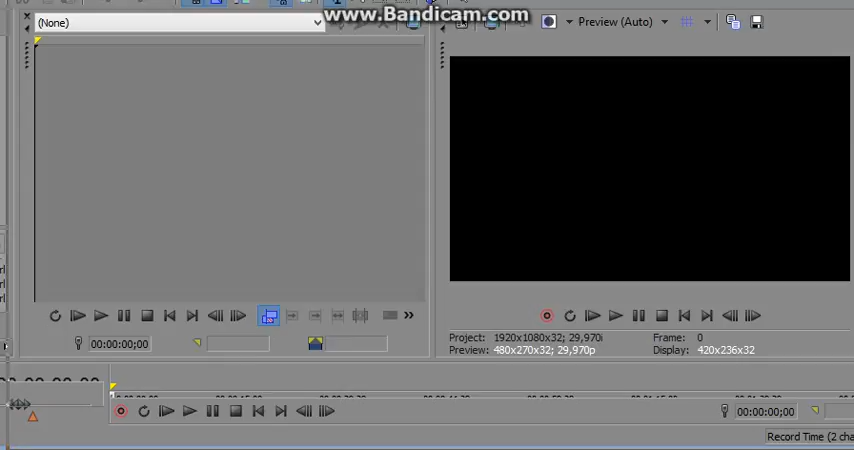 www.Bandicam.com
(None)
Preview (Auto)
00:00:00;00
Project: 1920x1080x32; 29,970i
Frame: 0
Preview: 480x270x32; 29,970p
Display: 420x236x32
00:00:00;00
Record Time (2 cha